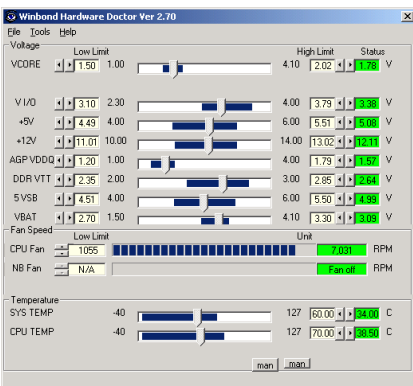 Winbond Hardware Doctor Ver 2.70
File Tools Help
Voltage
Low Limit High Limit Status
VCORE 1.50 1.00 4.10 2.02 1.78 V
V I/O 3.10 2.30 4.00 3.79 3.38 V
+5V 4.49 4.00 6.00 5.51 5.08 V
+12V 11.01 10.00 14.00 13.02 12.11 V
AGP VDDQ 1.20 1.00 4.00 1.79 1.57 V
DDR VTT 2.35 2.00 3.00 2.85 2.64 V
5 VSB 4.51 4.00 6.00 5.50 4.99 V
VBAT 2.70 1.50 4.10 3.30 3.09 V
Fan Speed
Low Limit Unit
CPU Fan 1055 7,031 RPM
NB Fan N/A Fan off RPM
Temperature
SYS TEMP -40 127 60.00 34.00 C
CPU TEMP -40 127 70.00 38.50 C
man man